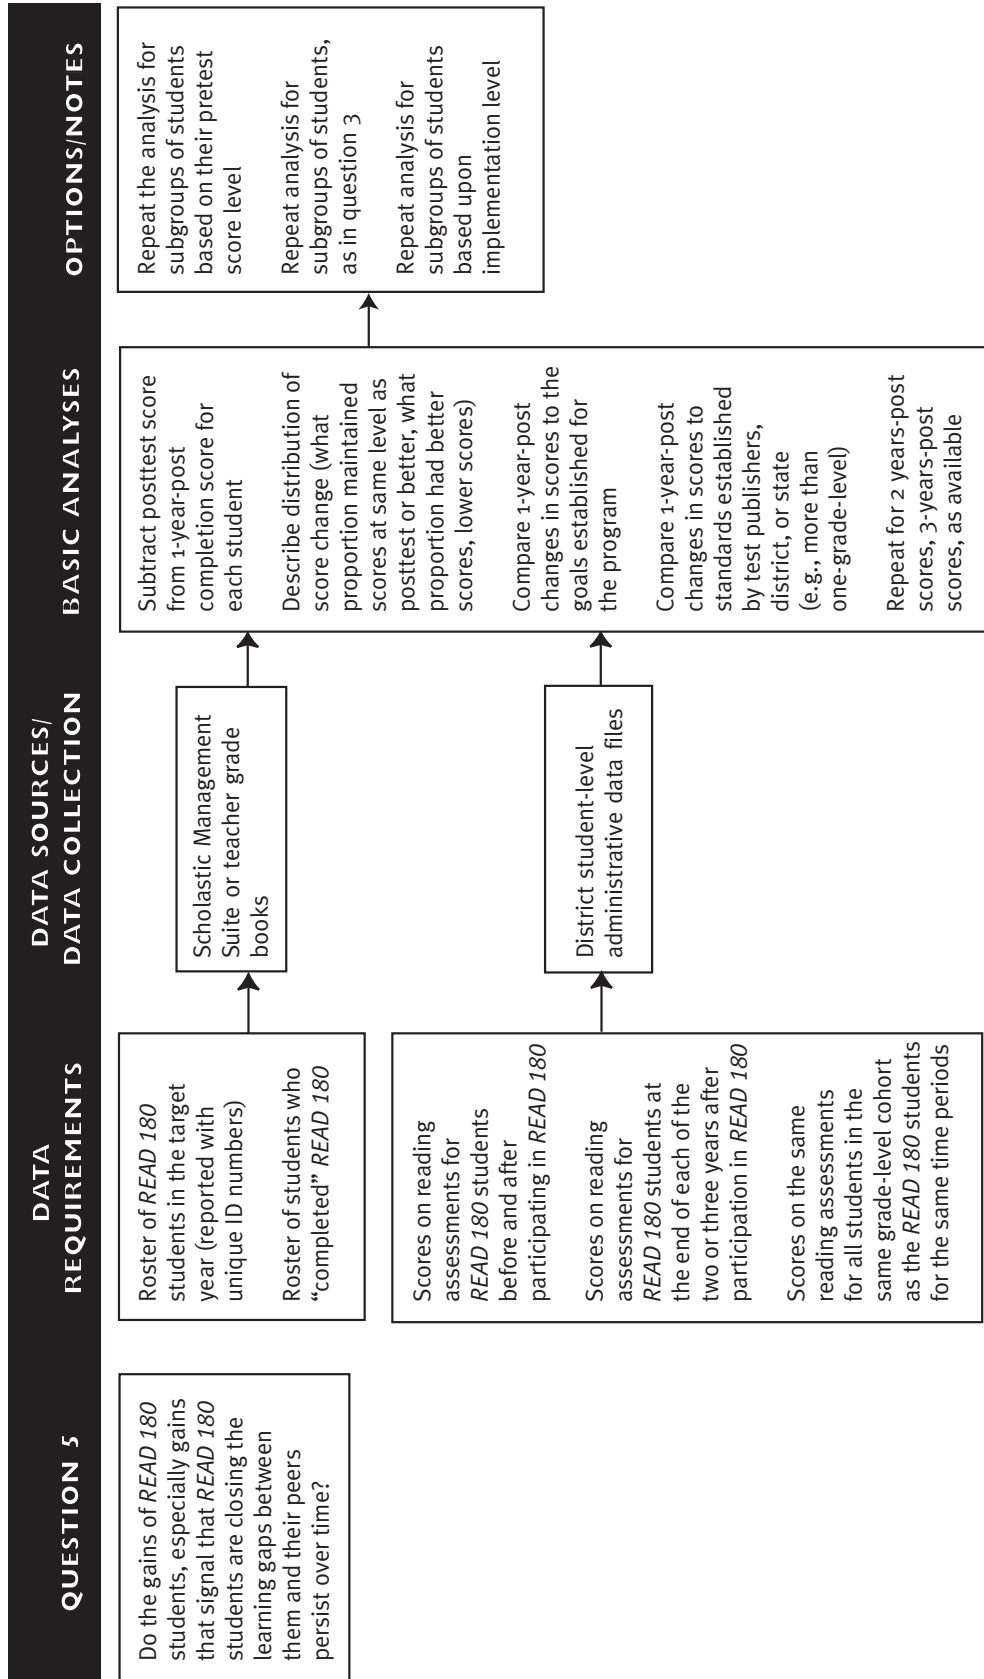 QUESTION 5
DATA
REQUIREMENTS
DATA SOURCES/
DATA COLLECTION
BASIC ANALYSES
OPTIONS/NOTES
Do the gains of READ 180
students, especially gains
that signal that READ 180
students are closing the
learning gaps between
them and their peers
persist over time?
Roster of READ 180
students in the target
year (reported with
unique ID numbers)
Roster of students who
“completed” READ 180
Scores on reading
assessments for
READ 180 students
before and after
participating in READ 180
Scores on reading
assessments for
READ 180 students at
the end of each of the
two or three years after
participation in READ 180
Scores on the same
reading assessments
for all students in the
same grade-level cohort
as the READ 180 students
for the same time periods
Scholastic Management
Suite or teacher grade
books
District student-level
administrative data files
Subtract posttest score
from 1-year-post
completion score for
each student
Describe distribution of
score change (what
proportion maintained
scores at same level as
posttest or better, what
proportion had better
scores, lower scores)
Compare 1-year-post
changes in scores to the
goals established for
the program
Compare 1-year-post
changes in scores to
standards established
by test publishers,
district, or state
(e.g., more than
one-grade-level)
Repeat for 2 years-post
scores, 3-years-post
scores, as available
Repeat the analysis for
subgroups of students
based on their pretest
score level
Repeat analysis for
subgroups of students,
as in question 3
Repeat analysis for
subgroups of students
based upon
implementation level